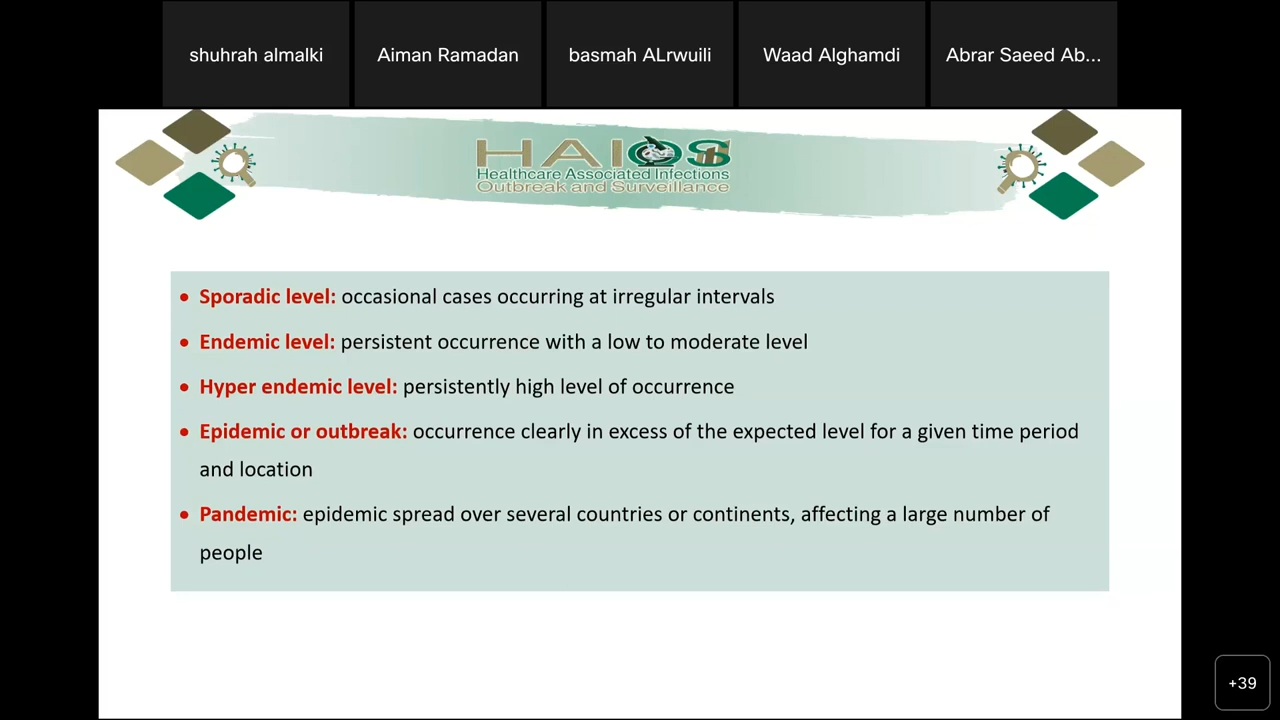 shuhrah almalki
Aiman Ramadan
basmah ALrwuili
Waad Alghamdi
Abrar Saeed Ab...
HAIOS
Healthcare Associated Infections
Outbreak and Surveillance
• Sporadic level: occasional cases occurring at irregular intervals
• Endemic level: persistent occurrence with a low to moderate level
• Hyper endemic level: persistently high level of occurrence
• Epidemic or outbreak: occurrence clearly in excess of the expected level for a given time period
and location
• Pandemic: epidemic spread over several countries or continents, affecting a large number of
people
+39